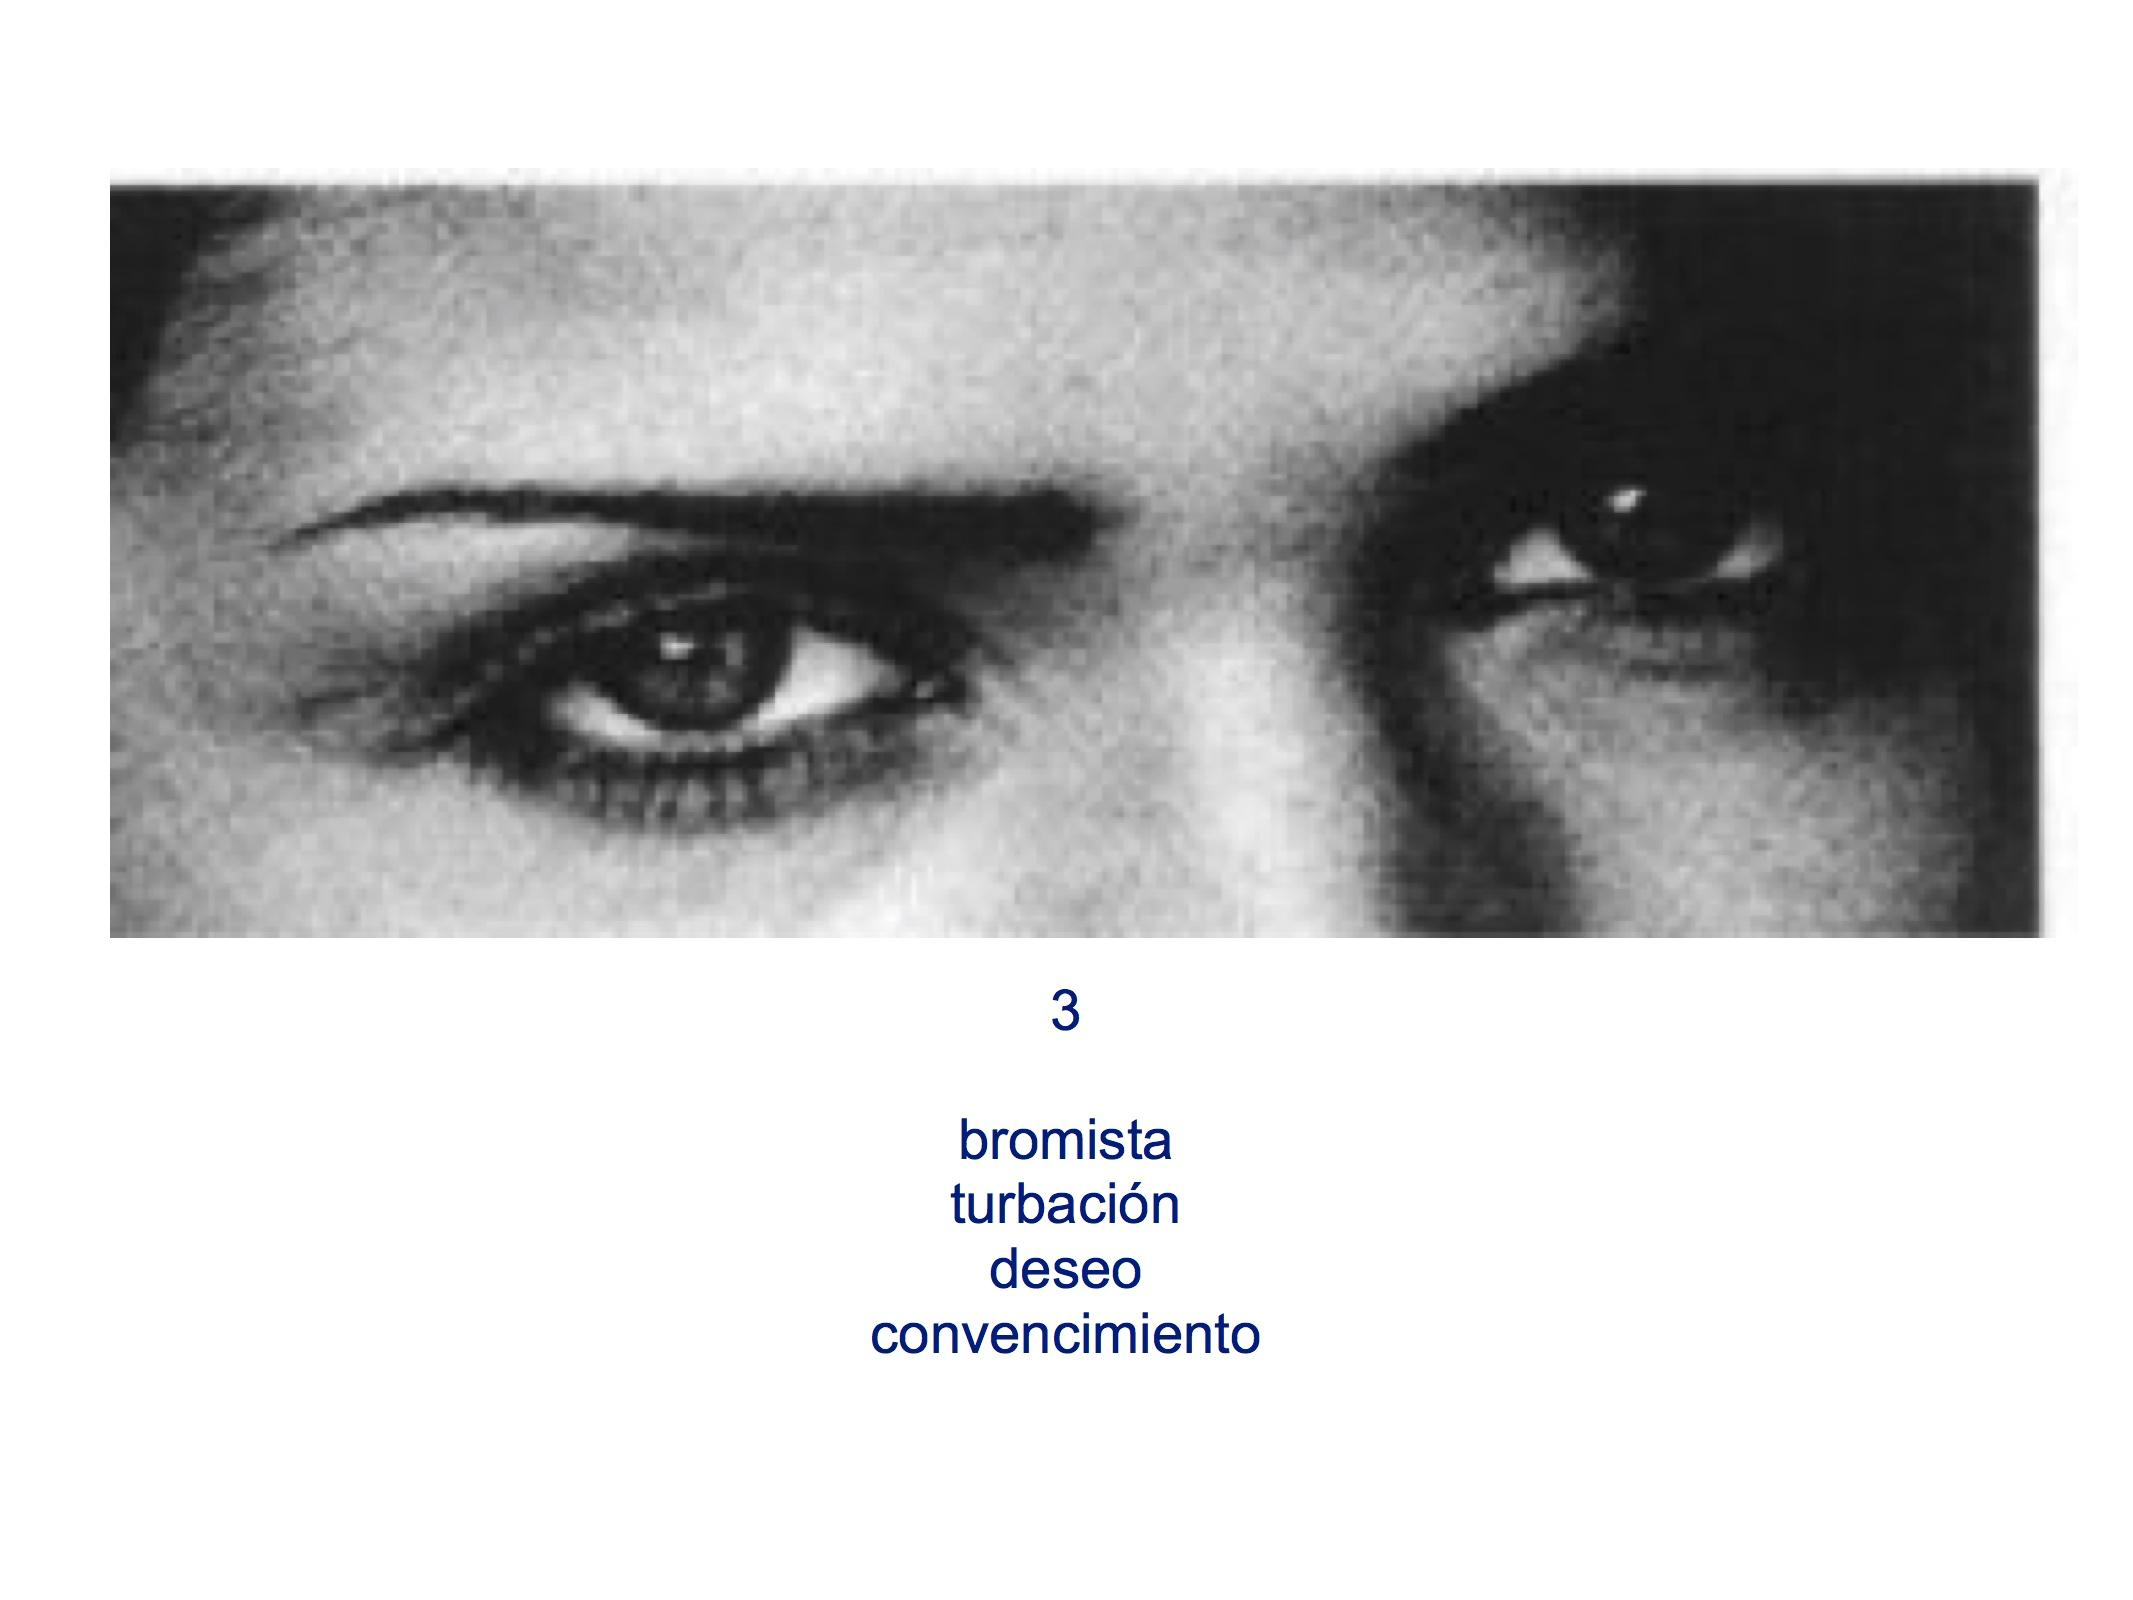 3
bromista
turbación
deseo
convencimiento